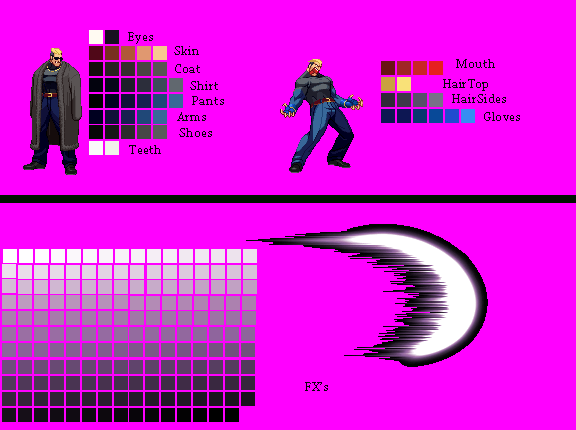 Eyes
Skin
Coat
Shirt
Pants
Arms
Shoes
Teeth
Mouth
Hair Top
HairSides
Gloves
FX's